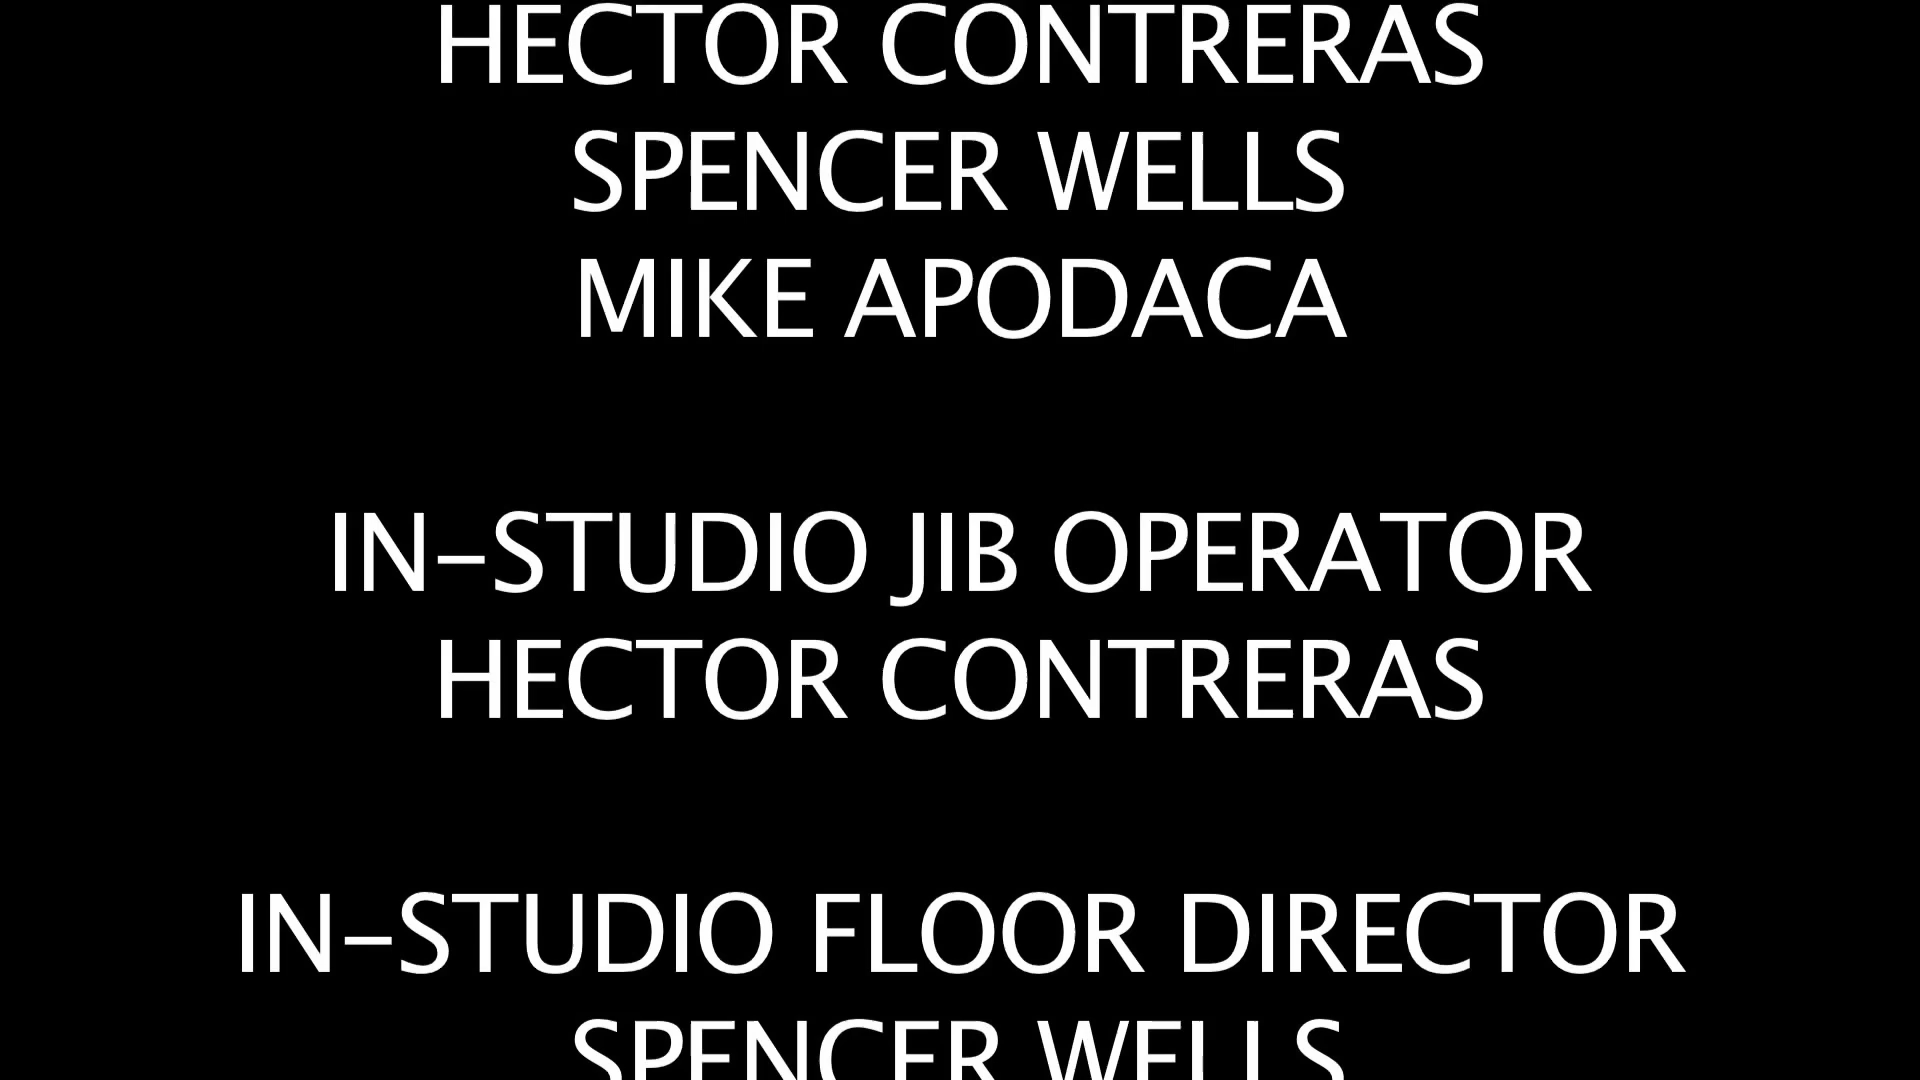 HECTOR CONTRERAS
SPENCER WELLS
MIKE APODACA
IN-STUDIO JIB OPERATOR
HECTOR CONTRERAS
IN-STUDIO FLOOR DIRECTOR
SPENCER WELLS